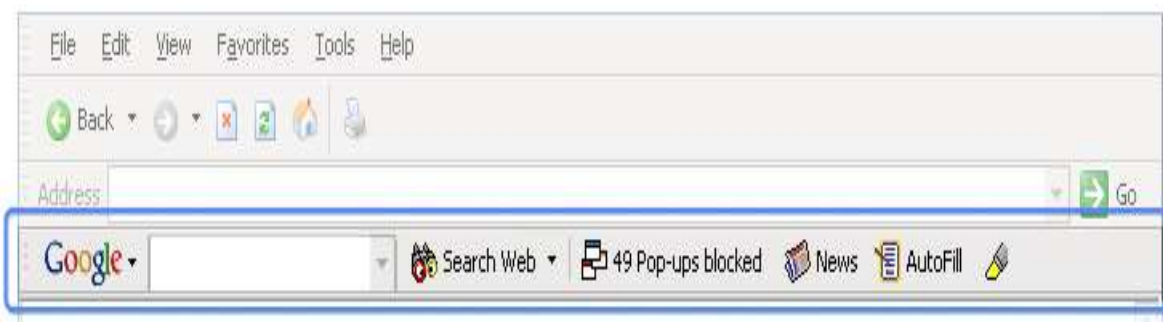 File Edit View Favorites Tools Help
Back
Address Go
Google Search Web 49 Pop-ups blocked News AutoFill